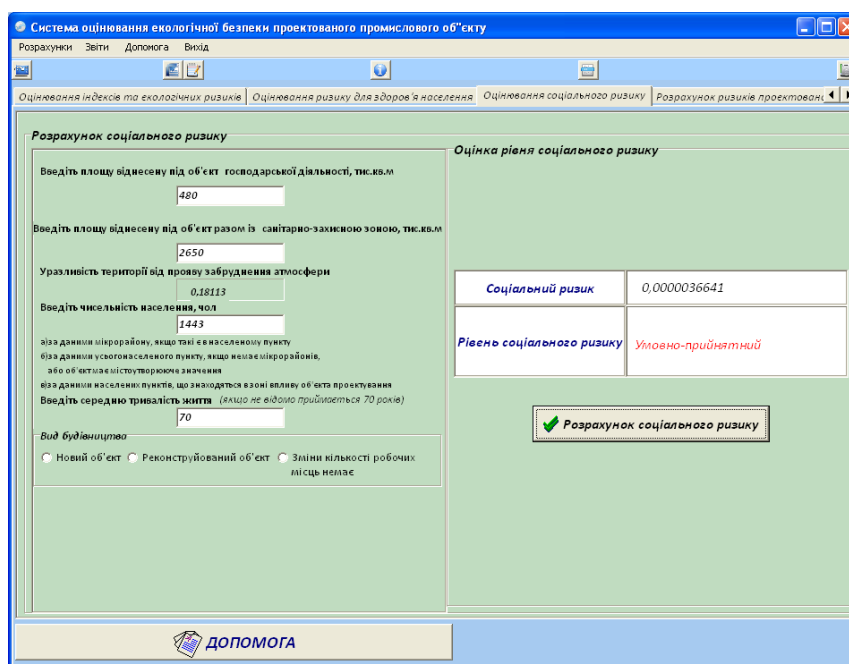 Система оцінювання екологічної безпеки проектованого промислового об"єкту
Розрахунки Звіти Допомога Вихід
Оцінювання індексів та екологічних ризиків Оцінювання ризику для здоров'я населення Оцінювання соціального ризику Розрахунок ризиків проектован
Розрахунок соціального ризику
Введіть площу віднесену під об'єкт господарської діяльності, тис.кв.м
480
Введіть площу віднесену під об'єкт разом із санітарно-захисною зоною, тис.кв.м
2650
Уразливість території від прояву забруднення атмосфери
0,18113
Введіть чисельність населення, чол
1443
а)за даними мікрорайону, якщо такі є в населеному пункту
б)за даними усьогонаселеного пункту, якщо немає мікрорайонів,
або об'єкт має містоутворююче значення
в)за даними населених пунктів, що знаходяться в зоні впливу об'єкта проектування
Введіть середню тривалість життя (якщо не відомо приймається 70 років)
70
Вид будівництва
Новий об'єкт Реконструйований об'єкт Зміни кількості робочих
місць немає
Оцінка рівня соціального ризику
Соціальний ризик 0,0000036641
Рівень соціального ризику Умовно-прийнятний
Розрахунок соціального ризику
ДОПОМОГА